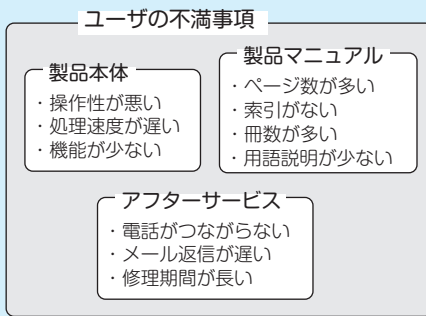 ユーザの不満事項
製品本体
・操作性が悪い
・処理速度が遅い
・機能が少ない
製品マニュアル
・ページ数が多い
・索引がない
・冊数が多い
・用語説明が少ない
アフターサービス
・電話がつながらない
・メール返信が遅い
・修理期間が長い